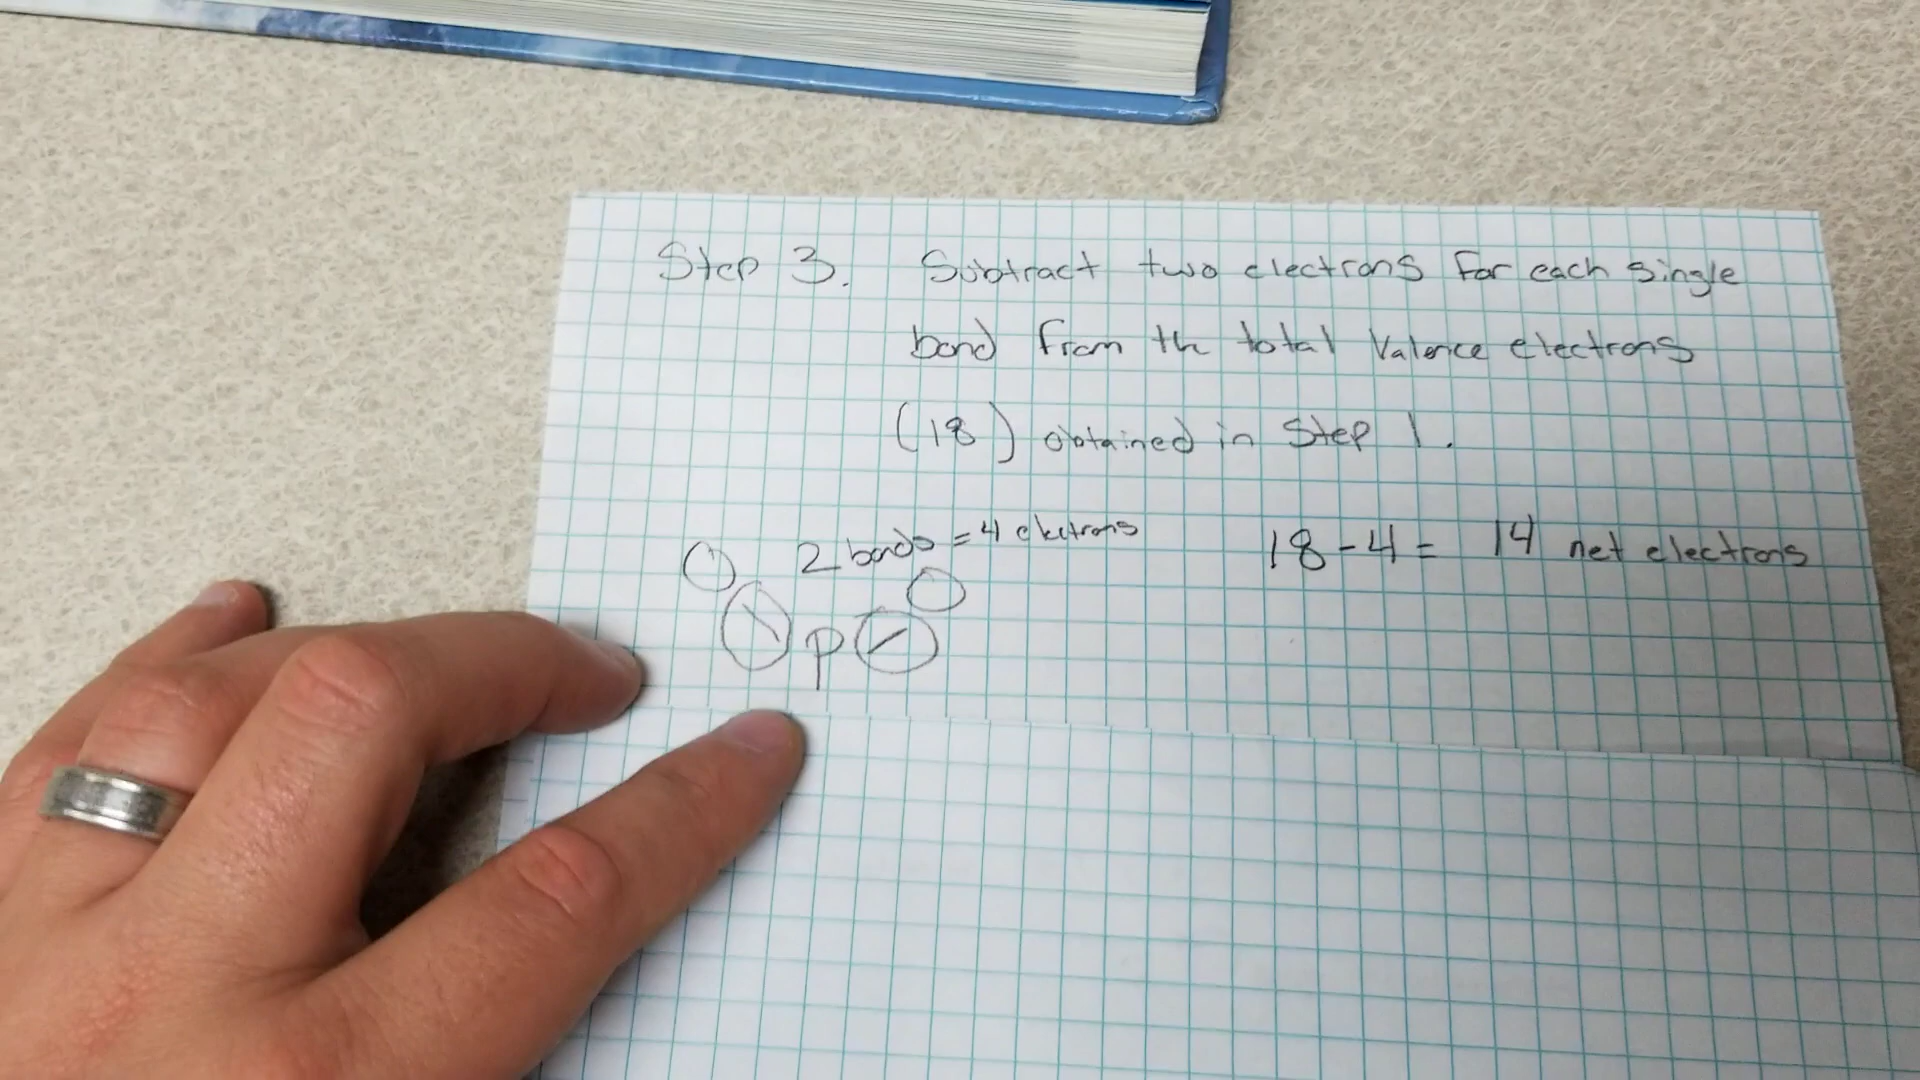 Step 3. Subtract two electrons for each single
bond from the total Valence electrons
(18) obtained in Step 1.
2 bonds = 4 electrons 18-4= 14 net electrons
O O
P